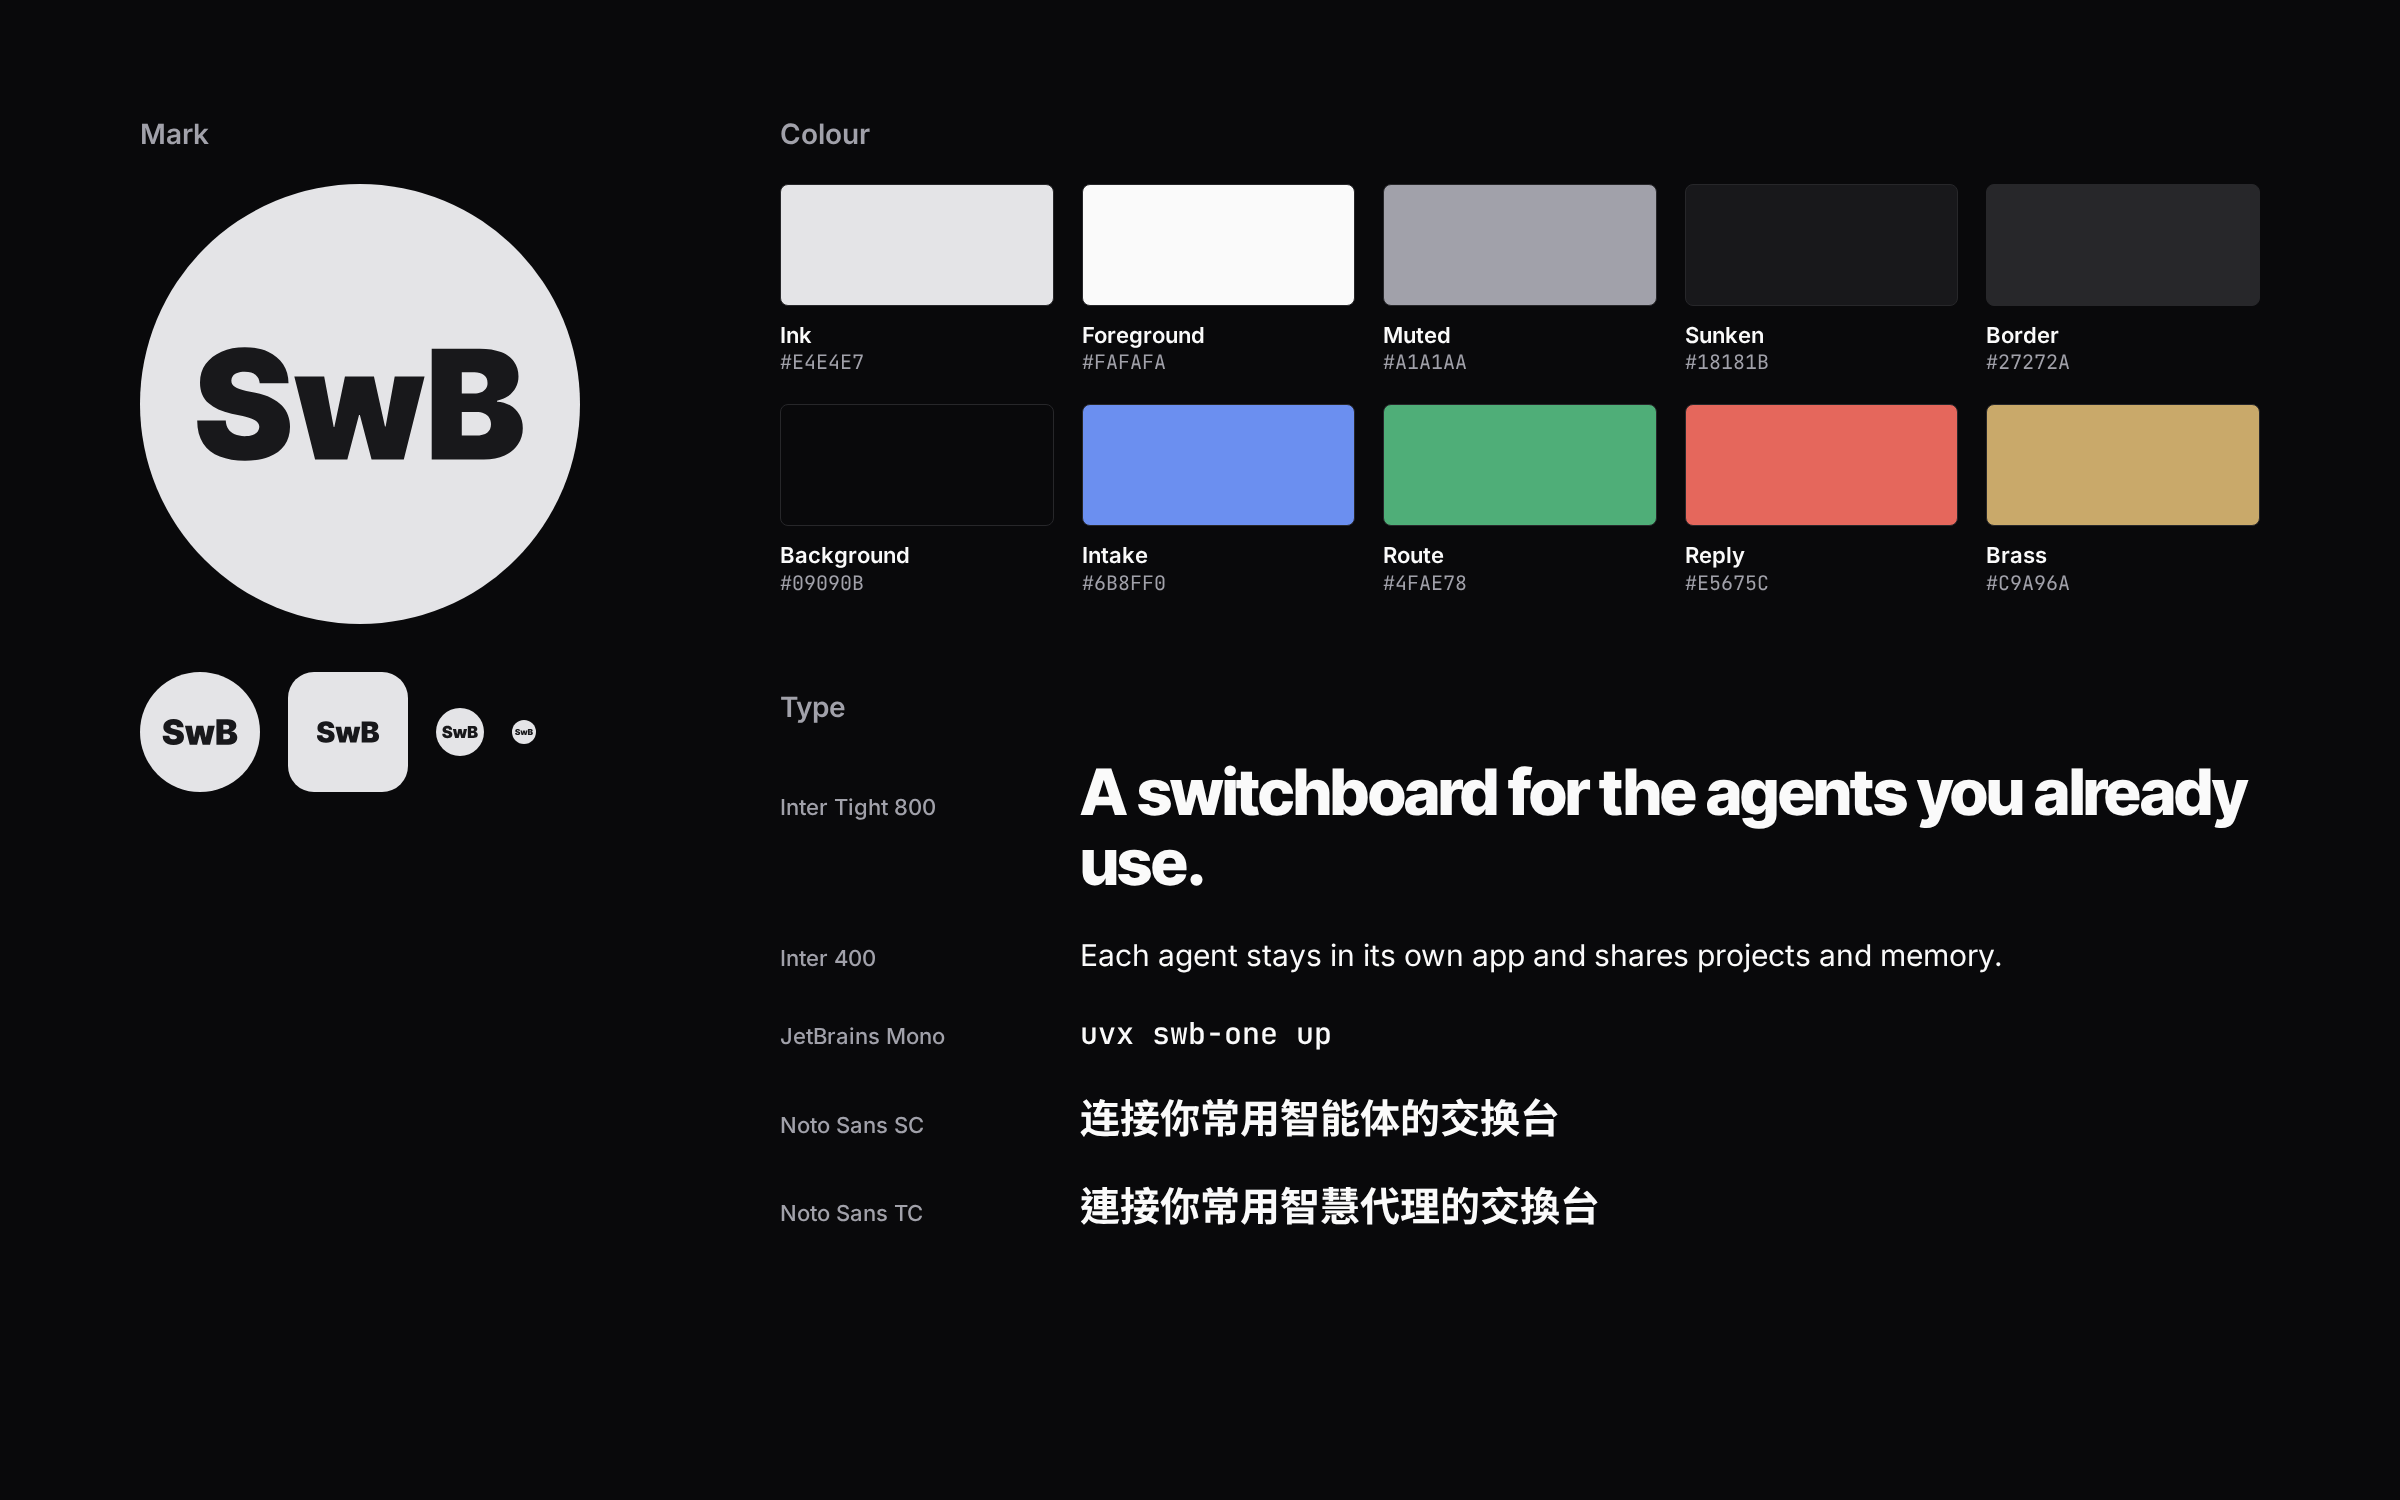 Mark
SwB
SwB
SwB
SwB
SwB
Colour
Ink
#E4E4E7
Foreground
#FAFAFA
Muted
#A1A1AA
Sunken
#18181B
Border
#27272A
Background
#09090B
Intake
#6B8FF0
Route
#4FAE78
Reply
#E5675C
Brass
#C9A96A
Type
Inter Tight 800
A switchboard for the agents you already
use.
Inter 400
Each agent stays in its own app and shares projects and memory.
JetBrains Mono
uvx swb-one up
Noto Sans SC
连接你常用智能体的交换台
Noto Sans TC
連接你常用智慧代理的交換台